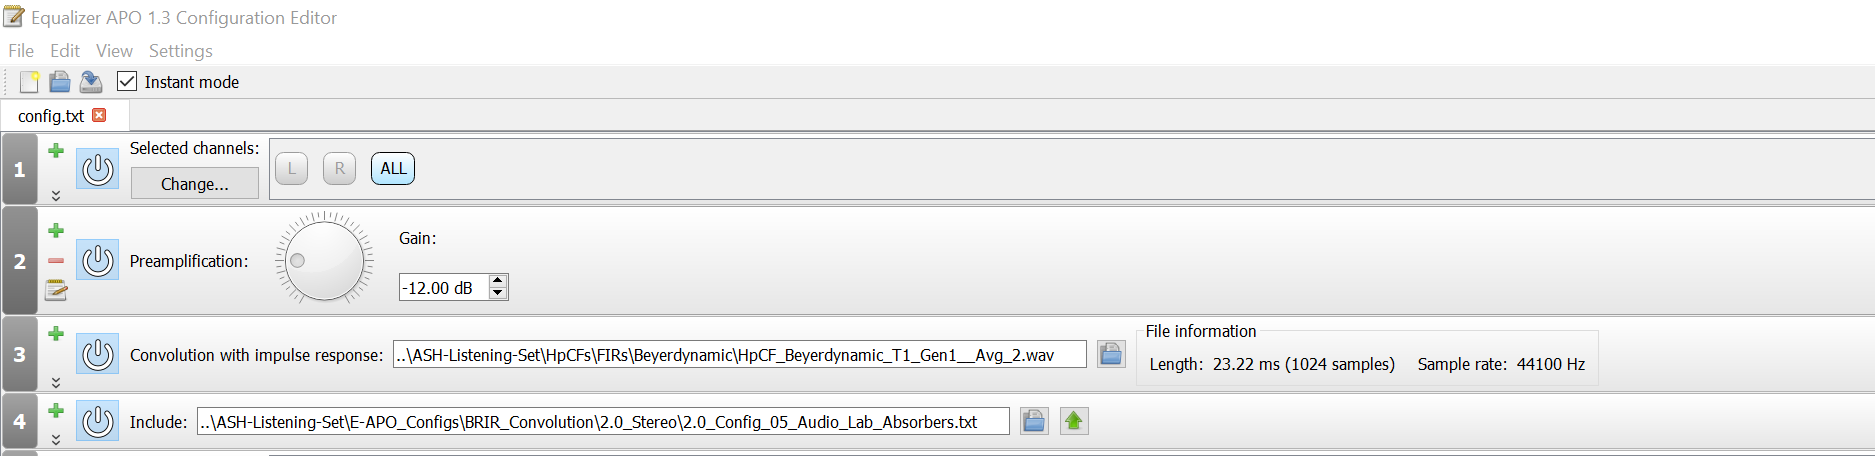 Equalizer APO 1.3 Configuration Editor
File Edit View Settings
Instant mode
config.txt
1 Selected channels: Change... L R ALL
2 Preamplification: Gain: -12.00 dB
3 Convolution with impulse response: ..\ASH-Listening-Set\HpCFs\FIRs\Beyerdynamic\HpCF_Beyerdynamic_T1_Gen1__Avg_2.wav
File information
Length: 23.22 ms (1024 samples) Sample rate: 44100 Hz
4 Include: ..\ASH-Listening-Set\E-APO_Configs\BRIR_Convolution\2.0_Stereo\2.0_Config_05_Audio_Lab_Absorbers.txt